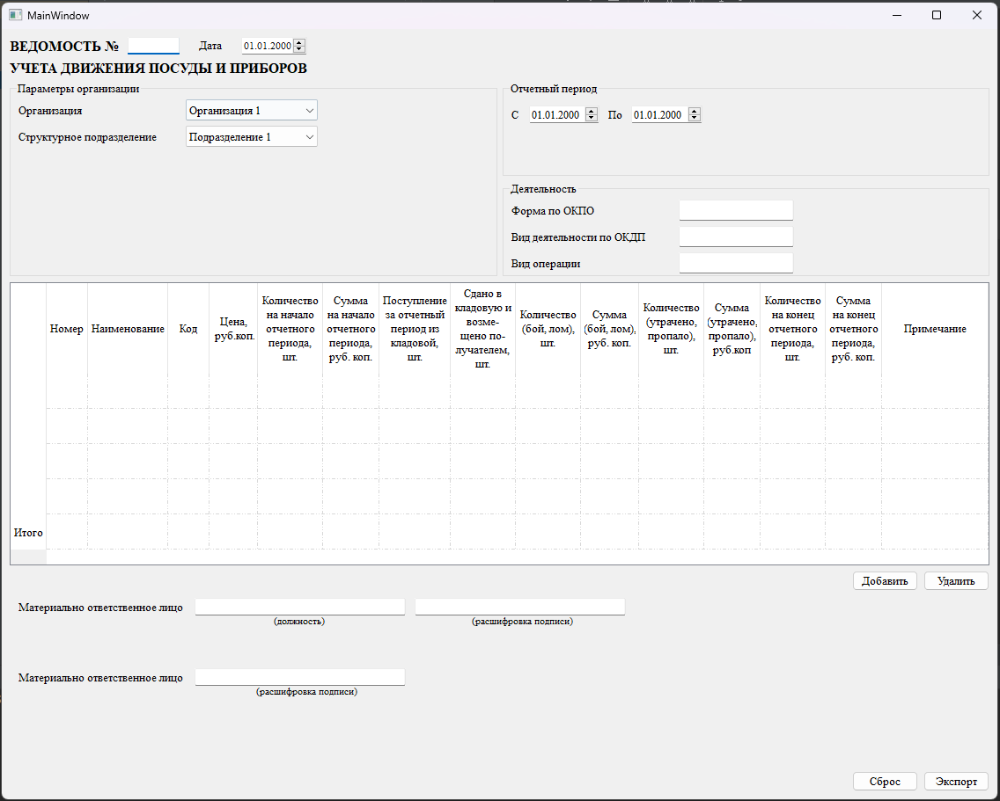 MainWindow
ВЕДОМОСТЬ № Дата 01.01.2000
УЧЕТА ДВИЖЕНИЯ ПОСУДЫ И ПРИБОРОВ
Параметры организации
Организация Организация 1
Структурное подразделение Подразделение 1
Отчетный период
С 01.01.2000 По 01.01.2000
Деятельность
Форма по ОКПО
Вид деятельности по ОКДП
Вид операции
Номер
Наименование
Код
Цена,
руб.коп.
Количество
на начало
отчетного
периода,
шт.
Сумма
на начало
отчетного
периода,
руб. коп.
Поступление
за отчетный
период из
кладовой,
шт.
Сдано в
кладовую и
возме-
щено по-
лучателем,
шт.
Количество
(бой, лом),
шт.
Сумма
(бой, лом),
руб. коп.
Количество
(утрачено,
пропало),
шт.
Сумма
(утрачено,
пропало),
руб.коп
Количество
на конец
отчетного
периода,
шт.
Сумма
на конец
отчетного
периода,
руб. коп.
Примечание
Итого
Добавить Удалить
Материально ответственное лицо
(должность) (расшифровка подписи)
Материально ответственное лицо
(расшифровка подписи)
Сброс Экспорт